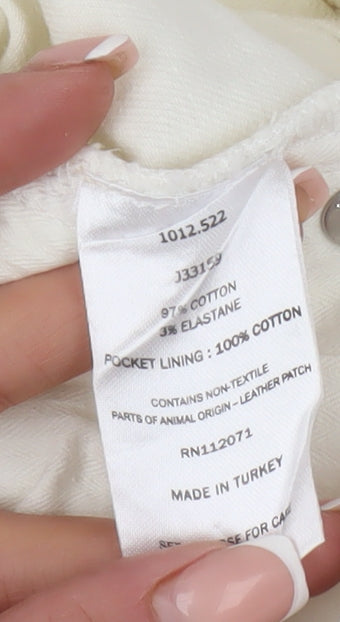 1012.522
J33159
97% COTTON
3% ELASTANE
POCKET LINING : 100% COTTON
CONTAINS NON-TEXTILE
PARTS OF ANIMAL ORIGIN – LEATHER PATCH
RN112071
MADE IN TURKEY
FOR